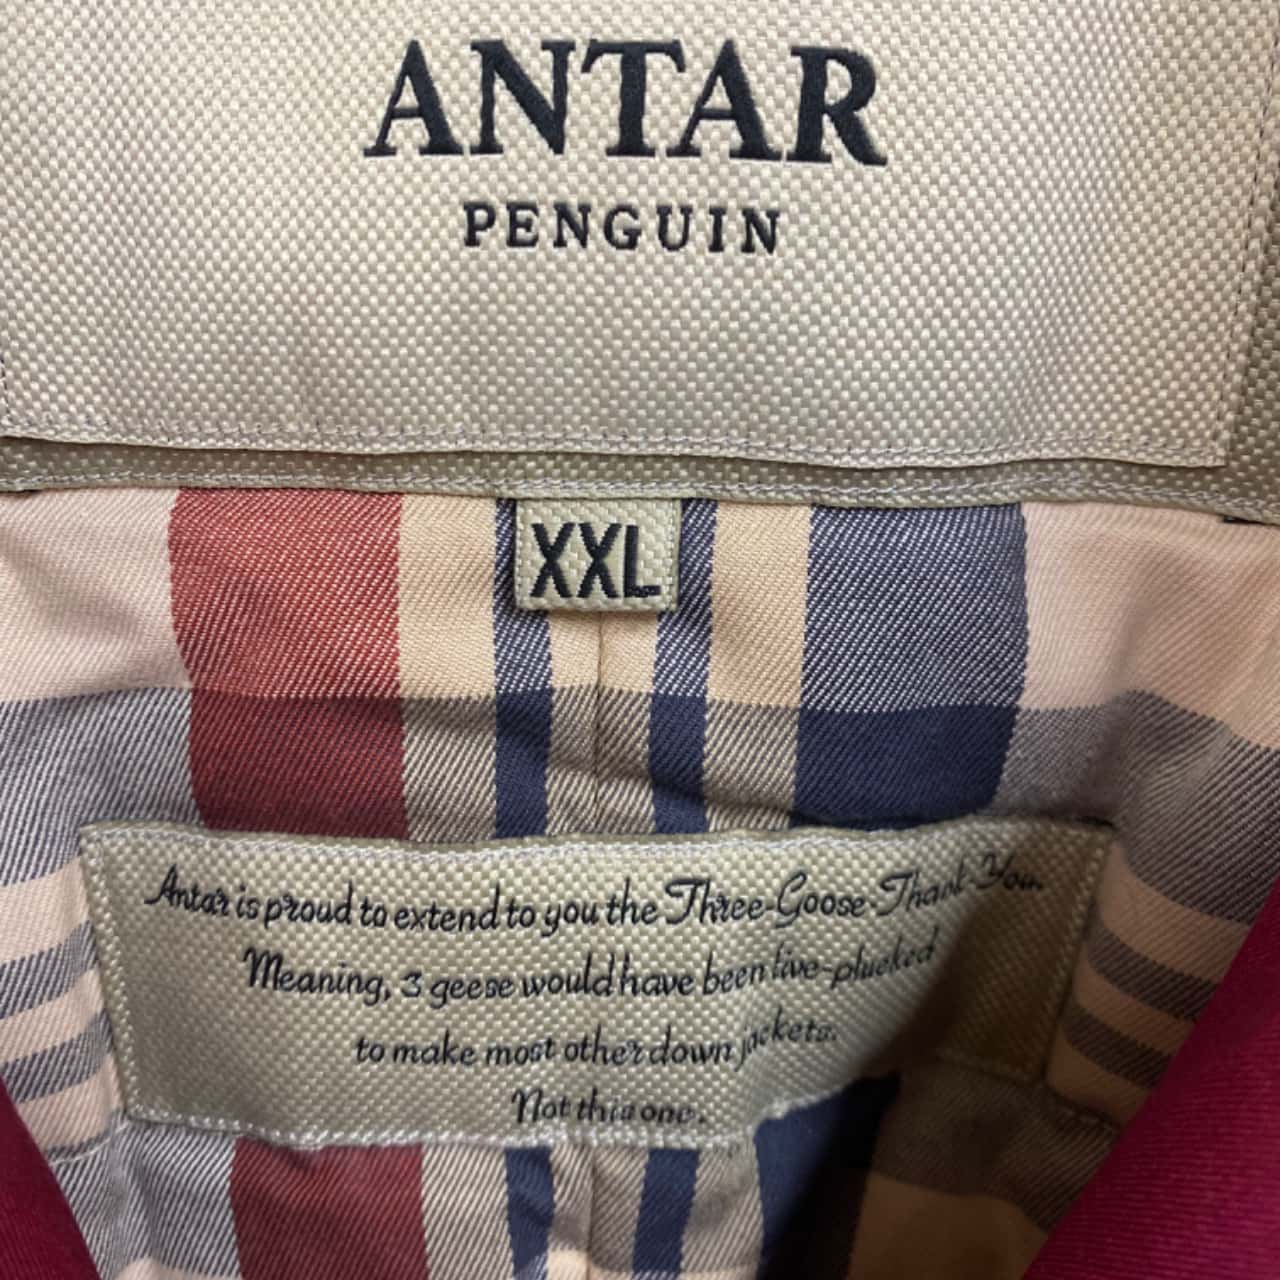 ANTAR
PENGUIN
XXL
Antar is proud to extend to you the Three-Goose-Thank-You.
Meaning, 3 geese would have been live-plucked
to make most other down jackets.
Not this one.